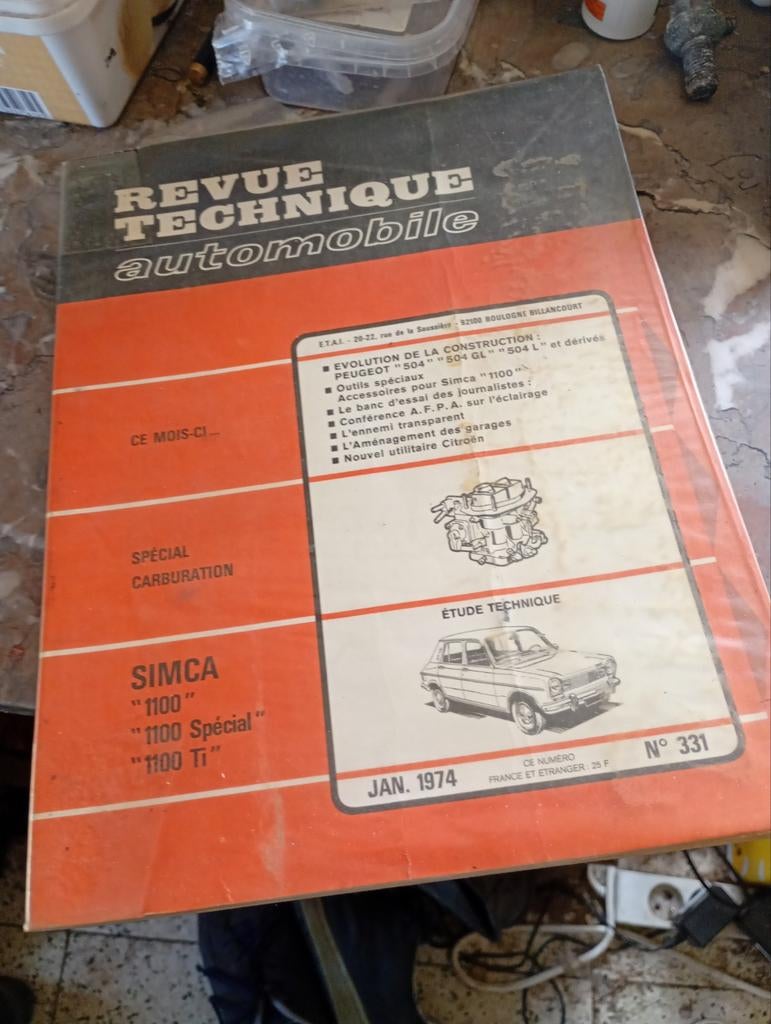 REVUE
TECHNIQUE
automobile
E.T.A.I. - 20-22, rue de la Saussière - 92100 BOULOGNE BILLANCOURT
■ EVOLUTION DE LA CONSTRUCTION :
PEUGEOT "504" "504 GL" "504 L" et dérivés
■ Outils spéciaux
Accessoires pour Simca "1100"
■ Le banc d'essai des journalistes :
■ Conférence A.F.P.A. sur l'éclairage
■ L'ennemi transparent
■ L'Aménagement des garages
■ Nouvel utilitaire Citroën
CE MOIS-CI...
SPÉCIAL
CARBURATION
ÉTUDE TECHNIQUE
SIMCA
"1100"
"1100 Spécial"
"1100 Ti"
JAN. 1974
CE NUMÉRO
FRANCE ET ETRANGER : 25 F
N° 331